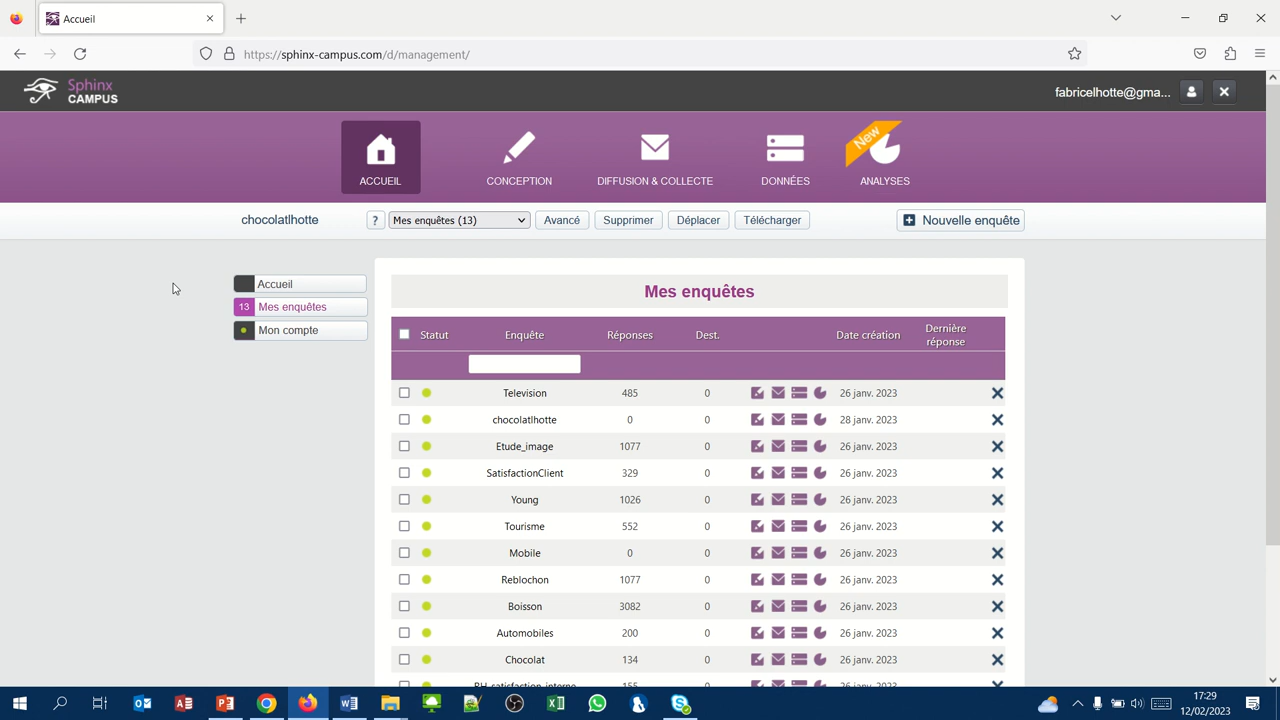 Accueil
https://sphinx-campus.com/d/management/
Sphinx
CAMPUS
fabricelhotte@gma...
ACCUEIL
CONCEPTION
DIFFUSION & COLLECTE
DONNÉES
New
ANALYSES
chocolatlhotte
? Mes enquêtes (13) Avancé Supprimer Déplacer Télécharger Nouvelle enquête
Accueil
13 Mes enquêtes
Mon compte
Mes enquêtes
Statut Enquête Réponses Dest. Date création Dernière réponse
Television 485 0 26 janv. 2023
chocolatlhotte 0 0 28 janv. 2023
Etude_image 1077 0 26 janv. 2023
SatisfactionClient 329 0 26 janv. 2023
Young 1026 0 26 janv. 2023
Tourisme 552 0 26 janv. 2023
Mobile 0 0 26 janv. 2023
Reblochon 1077 0 26 janv. 2023
Boisson 3082 0 26 janv. 2023
Automobiles 200 0 26 janv. 2023
Chocolat 134 0 26 janv. 2023
RH_satisfaction_interne 155 0 26 janv. 2023
17:29
12/02/2023